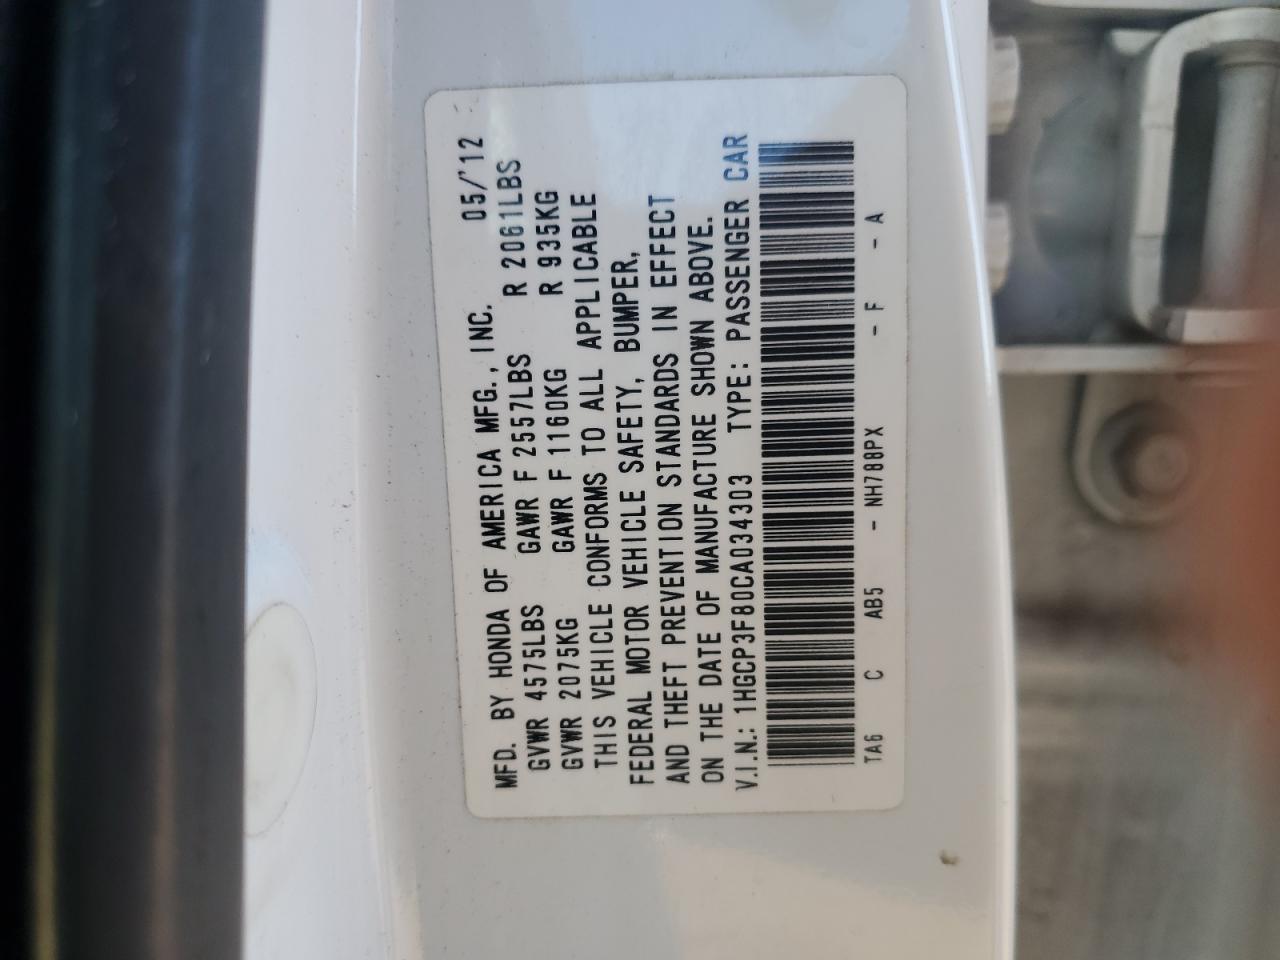 MFD. BY HONDA OF AMERICA MFG., INC. 05/'12
GVWR 4575LBS GAWR F 2557LBS R 2061LBS
GVWR 2075KG GAWR F 1160KG R 935KG
THIS VEHICLE CONFORMS TO ALL APPLICABLE
FEDERAL MOTOR VEHICLE SAFETY, BUMPER,
AND THEFT PREVENTION STANDARDS IN EFFECT
ON THE DATE OF MANUFACTURE SHOWN ABOVE.
V.I.N.: 1HGCP3F80CA034303 TYPE: PASSENGER CAR
TA6 C AB5 - NH788PX - F - A